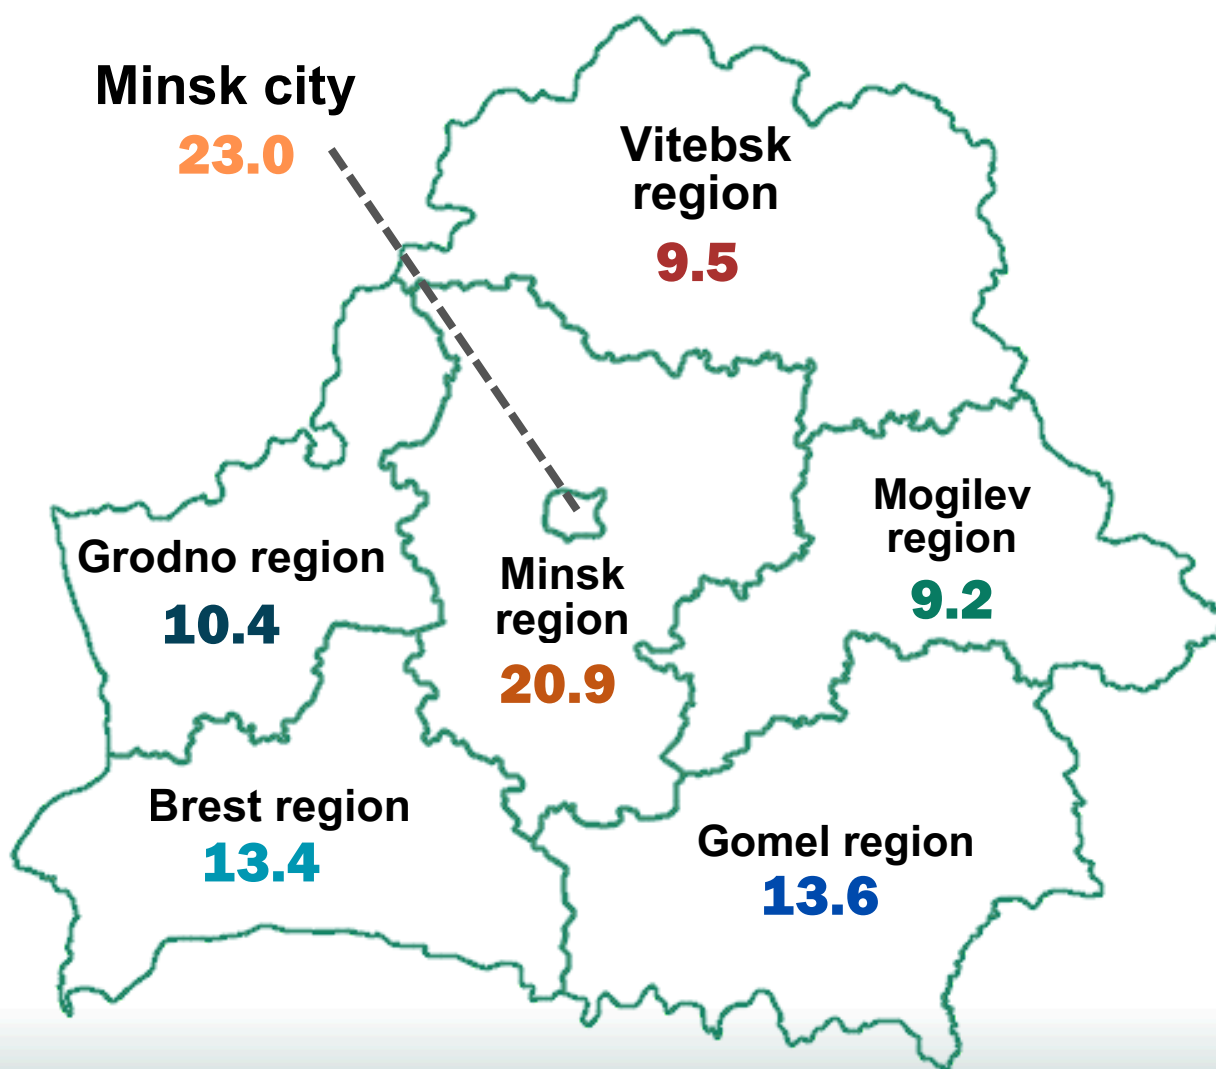 Minsk city
23.0
Vitebsk
region
9.5
Mogilev
region
9.2
Grodno region
10.4
Minsk
region
20.9
Brest region
13.4
Gomel region
13.6